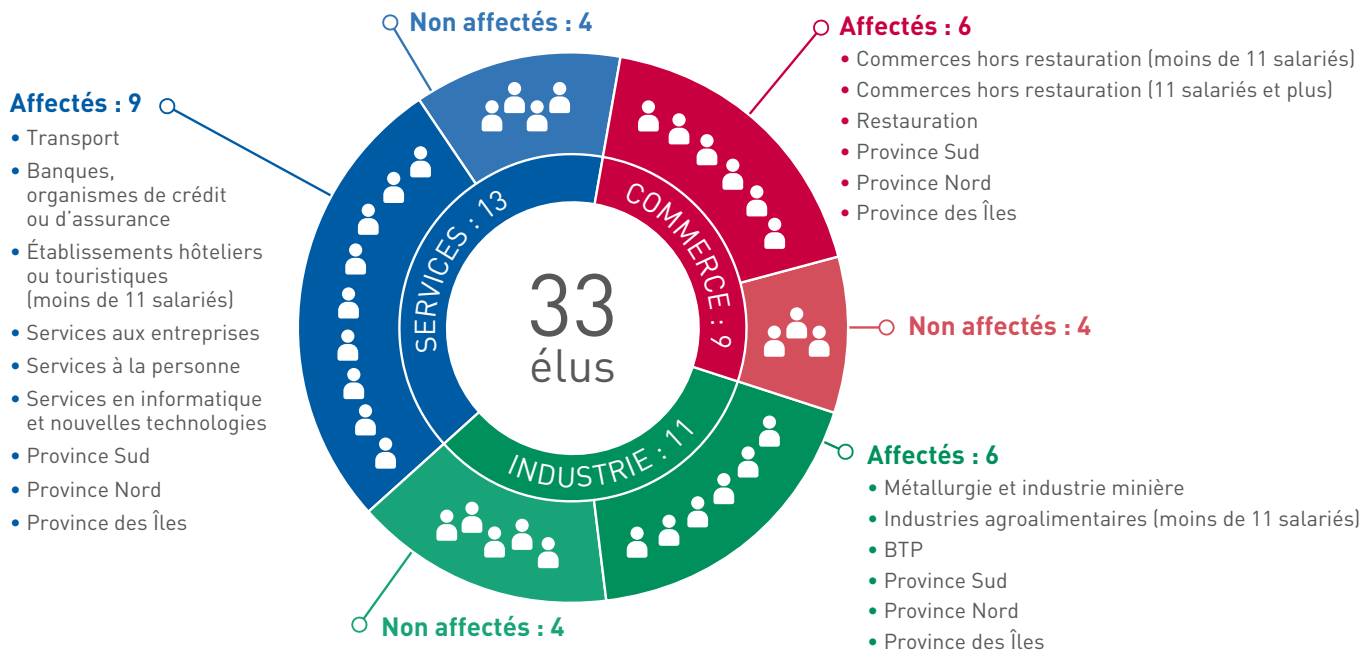 Non affectés : 4
Affectés : 6
• Commerces hors restauration (moins de 11 salariés)
• Commerces hors restauration (11 salariés et plus)
• Restauration
• Province Sud
• Province Nord
• Province des Îles
Affectés : 9
• Transport
• Banques,
organismes de crédit
ou d’assurance
• Établissements hôteliers
ou touristiques
(moins de 11 salariés)
• Services aux entreprises
• Services à la personne
• Services en informatique
et nouvelles technologies
• Province Sud
• Province Nord
• Province des Îles
SERVICES : 13
COMMERCE : 9
INDUSTRIE : 11
33
élus
Non affectés : 4
Affectés : 6
• Métallurgie et industrie minière
• Industries agroalimentaires (moins de 11 salariés)
• BTP
• Province Sud
• Province Nord
• Province des Îles
Non affectés : 4